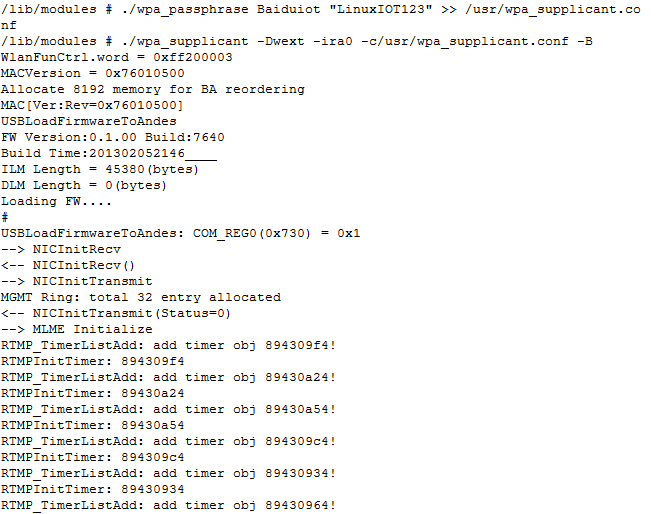 /lib/modules # ./wpa_passphrase Baiduiot "LinuxIOT123" >> /usr/wpa_supplicant.co
nf
/lib/modules # ./wpa_supplicant -Dwext -ira0 -c/usr/wpa_supplicant.conf -B
WlanFunCtrl.word = 0xff200003
MACVersion = 0x76010500
Allocate 8192 memory for BA reordering
MAC[Ver:Rev=0x76010500]
USBLoadFirmwareToAndes
FW Version:0.1.00 Build:7640
Build Time:201302052146____
ILM Length = 45380(bytes)
DLM Length = 0(bytes)
Loading FW....
#
USBLoadFirmwareToAndes: COM_REG0(0x730) = 0x1
--> NICInitRecv
<-- NICInitRecv()
--> NICInitTransmit
MGMT Ring: total 32 entry allocated
<-- NICInitTransmit(Status=0)
--> MLME Initialize
RTMP_TimerListAdd: add timer obj 894309f4!
RTMPInitTimer: 894309f4
RTMP_TimerListAdd: add timer obj 89430a24!
RTMPInitTimer: 89430a24
RTMP_TimerListAdd: add timer obj 89430a54!
RTMPInitTimer: 89430a54
RTMP_TimerListAdd: add timer obj 894309c4!
RTMPInitTimer: 894309c4
RTMP_TimerListAdd: add timer obj 89430934!
RTMPInitTimer: 89430934
RTMP_TimerListAdd: add timer obj 89430964!